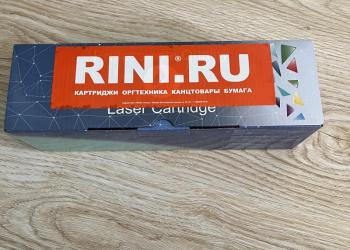 RINI.RU
КАРТРИДЖИ ОРГТЕХНИКА КАНЦТОВАРЫ БУМАГА
Laser Cartridge